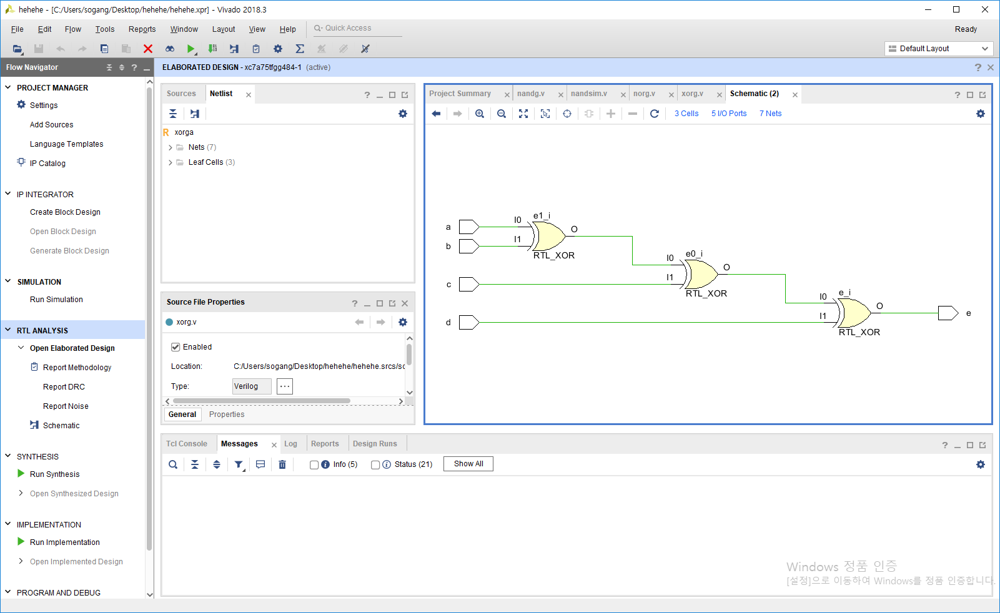 hehehe - [C:/Users/sogang/Desktop/hehehe/hehehe.xpr] - Vivado 2018.3
File Edit Flow Tools Reports Window Layout View Help Quick Access Ready
Default Layout
Flow Navigator
ELABORATED DESIGN - xc7a75tfgg484-1 (active)
PROJECT MANAGER
Settings
Add Sources
Language Templates
IP Catalog
IP INTEGRATOR
Create Block Design
Open Block Design
Generate Block Design
SIMULATION
Run Simulation
RTL ANALYSIS
Open Elaborated Design
Report Methodology
Report DRC
Report Noise
Schematic
SYNTHESIS
Run Synthesis
Open Synthesized Design
IMPLEMENTATION
Run Implementation
Open Implemented Design
PROGRAM AND DEBUG
Sources Netlist
R xorga
Nets (7)
Leaf Cells (3)
Source File Properties
xorg.v
Enabled
Location: C:/Users/sogang/Desktop/hehehe/hehehe.srcs/sc
Type: Verilog ...
General Properties
Project Summary nandg.v nandsim.v norg.v xorg.v Schematic (2)
3 Cells 5 I/O Ports 7 Nets
e1_i
a I0 O
b I1
RTL_XOR
e0_i
I0 O
c I1
RTL_XOR
e_i
I0 O e
d I1
RTL_XOR
Tcl Console Messages Log Reports Design Runs
Info (5) Status (21) Show All
Windows 정품 인증
[설정]으로 이동하여 Windows를 정품 인증합니다.